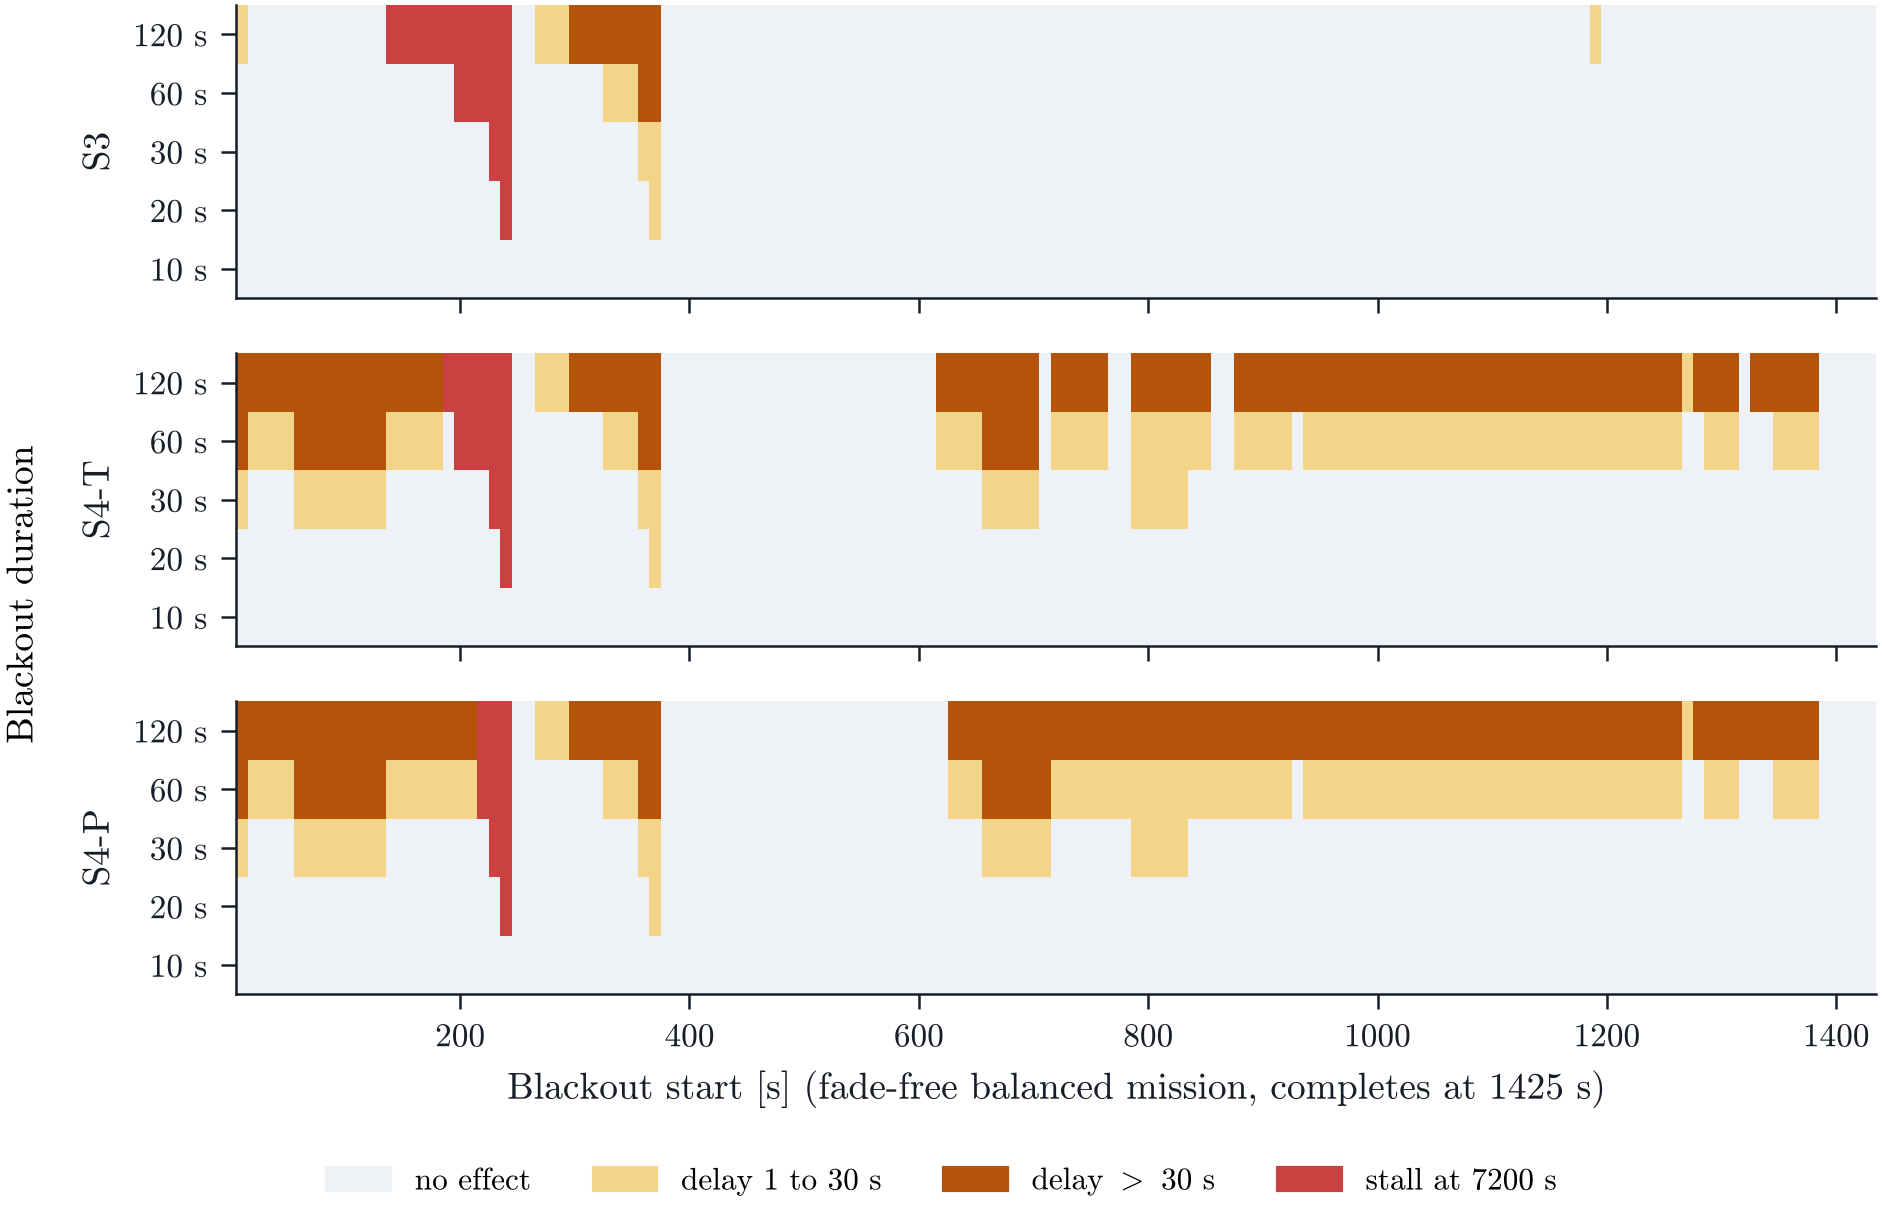 120 s
60 s
S3
30 s
20 s
10 s
120 s
60 s
S4-T
30 s
20 s
10 s
Blackout duration
120 s
60 s
S4-P
30 s
20 s
10 s
200 400 600 800 1000 1200 1400
Blackout start [s] (fade-free balanced mission, completes at 1425 s)
no effect delay 1 to 30 s delay > 30 s stall at 7200 s